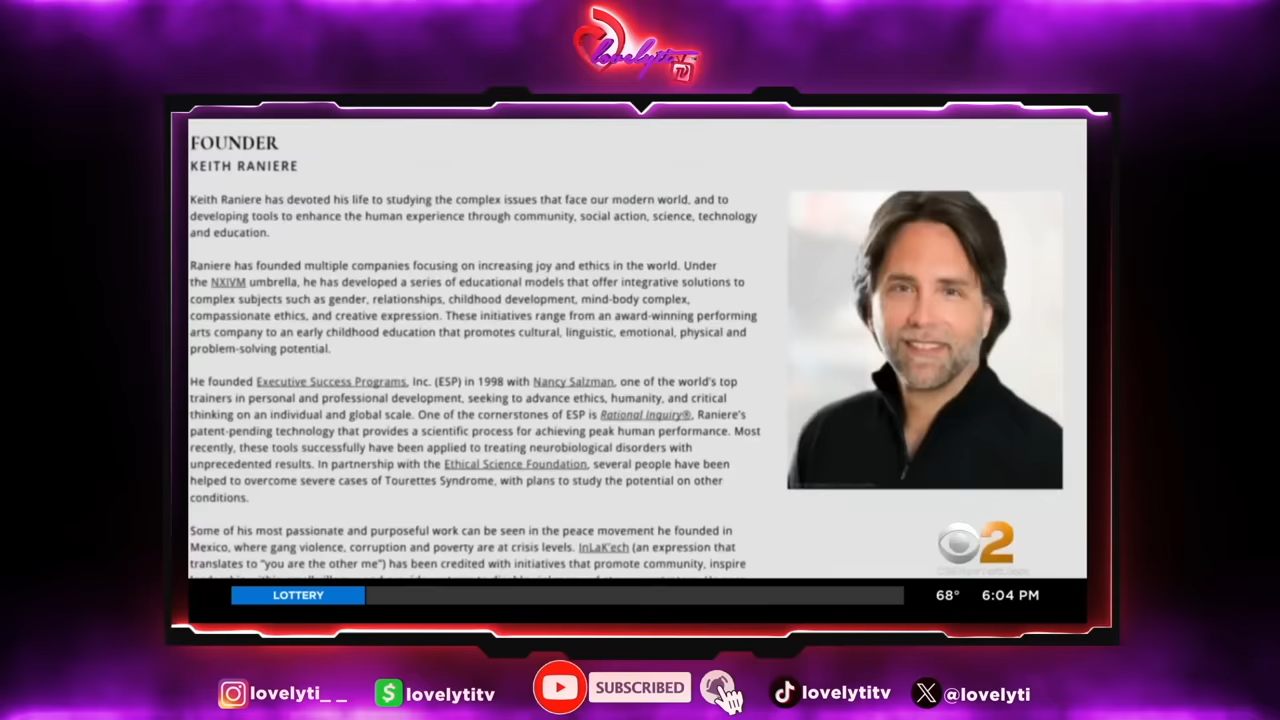 lovelyti
TV
FOUNDER
KEITH RANIERE
Keith Raniere has devoted his life to studying the complex issues that face our modern world, and to
developing tools to enhance the human experience through community, social action, science, technology
and education.
Raniere has founded multiple companies focusing on increasing joy and ethics in the world. Under
the NXIVM umbrella, he has developed a series of educational models that offer integrative solutions to
complex subjects such as gender, relationships, childhood development, mind-body complex,
compassionate ethics, and creative expression. These initiatives range from an award-winning performing
arts company to an early childhood education that promotes cultural, linguistic, emotional, physical and
problem-solving potential.
He founded Executive Success Programs, Inc. (ESP) in 1998 with Nancy Salzman, one of the world's top
trainers in personal and professional development, seeking to advance ethics, humanity, and critical
thinking on an individual and global scale. One of the cornerstones of ESP is Rational Inquiry®, Raniere's
patent-pending technology that provides a scientific process for achieving peak human performance. Most
recently, these tools successfully have been applied to treating neurobiological disorders with
unprecedented results. In partnership with the Ethical Science Foundation, several people have been
helped to overcome severe cases of Tourettes Syndrome, with plans to study the potential on other
conditions.
Some of his most passionate and purposeful work can be seen in the peace movement he founded in
Mexico, where gang violence, corruption and poverty are at crisis levels. InLaK'ech (an expression that
translates to "you are the other me") has been credited with initiatives that promote community, inspire
2
LOTTERY
68° 6:04 PM
lovelyti_ _
lovelytitv
SUBSCRIBED
lovelytitv
@lovelyti